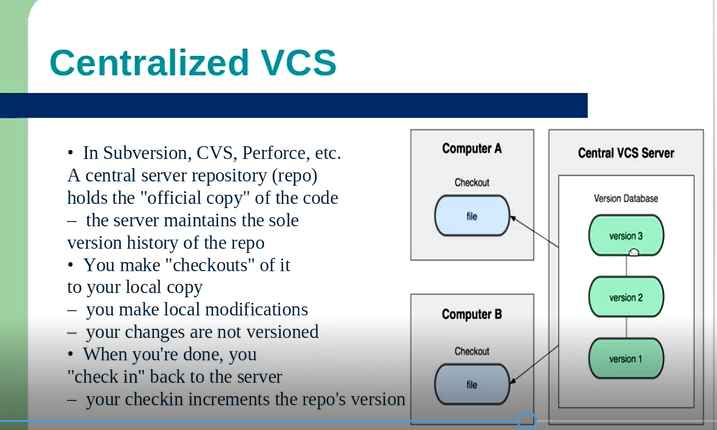 Centralized VCS
• In Subversion, CVS, Perforce, etc.
A central server repository (repo)
holds the "official copy" of the code
– the server maintains the sole
version history of the repo
• You make "checkouts" of it
to your local copy
– you make local modifications
– your changes are not versioned
• When you're done, you
"check in" back to the server
– your checkin increments the repo's version
Computer A
Checkout
file
Computer B
Checkout
file
Central VCS Server
Version Database
version 3
version 2
version 1